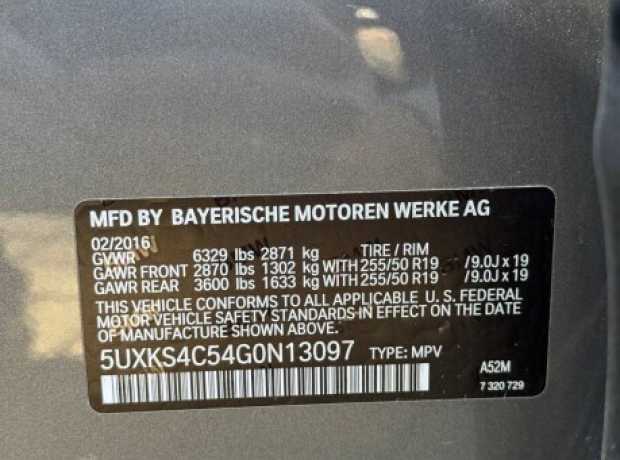 MFD BY BAYERISCHE MOTOREN WERKE AG
02/2016
GVWR 6329 lbs 2871 kg TIRE / RIM
GAWR FRONT 2870 lbs 1302 kg WITH 255/50 R19 /9.0J x 19
GAWR REAR 3600 lbs 1633 kg WITH 255/50 R19 /9.0J x 19
THIS VEHICLE CONFORMS TO ALL APPLICABLE U. S. FEDERAL
MOTOR VEHICLE SAFETY STANDARDS IN EFFECT ON THE
DATE OF MANUFACTURE SHOWN ABOVE.
5UXKS4C54G0N13097 TYPE: MPV
A52M
7 320 729